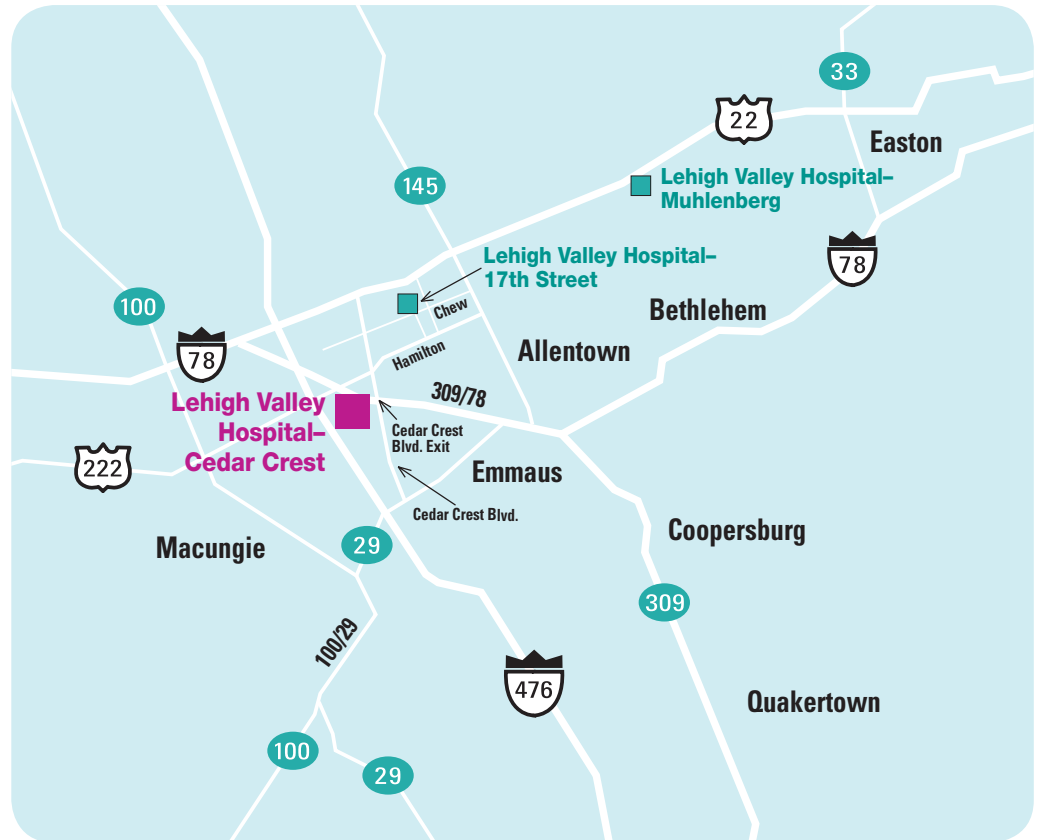 33
22
Easton
145
Lehigh Valley Hospital–
Muhlenberg
Lehigh Valley Hospital–
17th Street
78
100
Chew
Bethlehem
78
Hamilton
Allentown
309/78
Lehigh Valley
Hospital–
Cedar Crest
Cedar Crest
Blvd. Exit
222
Emmaus
Cedar Crest Blvd.
Macungie
29
Coopersburg
309
100/29
476
Quakertown
100
29